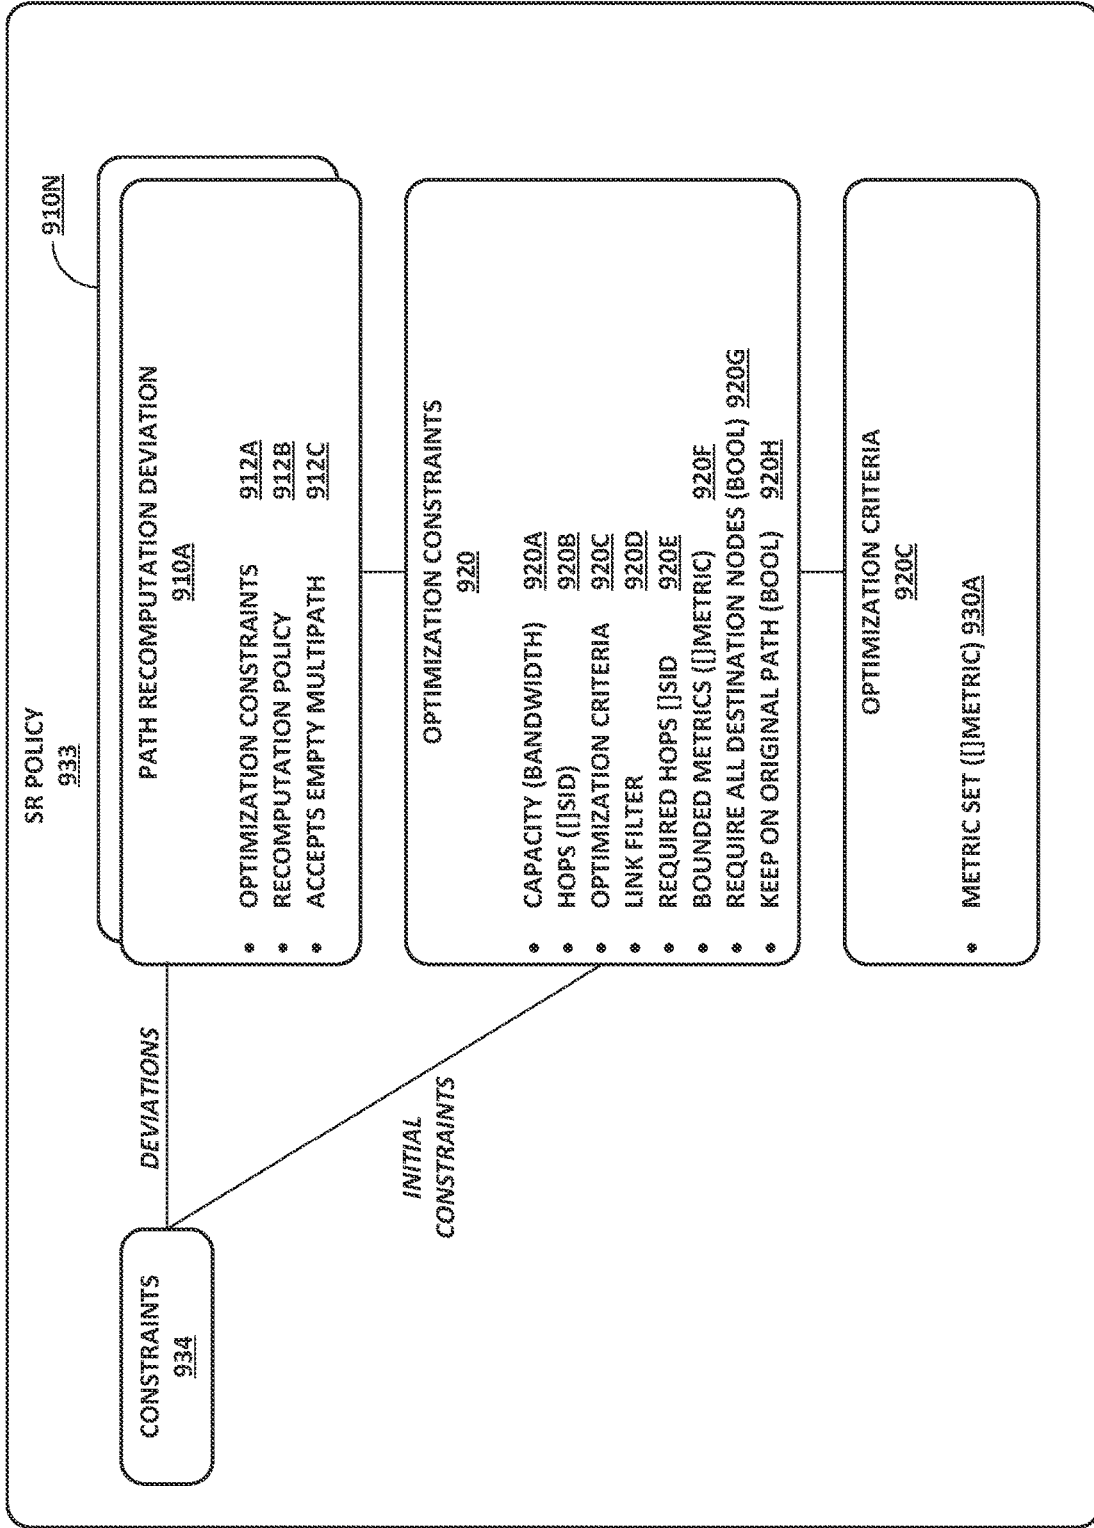 SR POLICY
933
CONSTRAINTS
934
DEVIATIONS
INITIAL
CONSTRAINTS
910N
PATH RECOMPUTATION DEVIATION
910A
• OPTIMIZATION CONSTRAINTS 912A
• RECOMPUTATION POLICY 912B
• ACCEPTS EMPTY MULTIPATH 912C
OPTIMIZATION CONSTRAINTS
920
• CAPACITY (BANDWIDTH) 920A
• HOPS ([]SID) 920B
• OPTIMIZATION CRITERIA 920C
• LINK FILTER 920D
• REQUIRED HOPS []SID 920E
• BOUNDED METRICS ([]METRIC) 920F
• REQUIRE ALL DESTINATION NODES (BOOL) 920G
• KEEP ON ORIGINAL PATH (BOOL) 920H
OPTIMIZATION CRITERIA
920C
• METRIC SET ([]METRIC) 930A